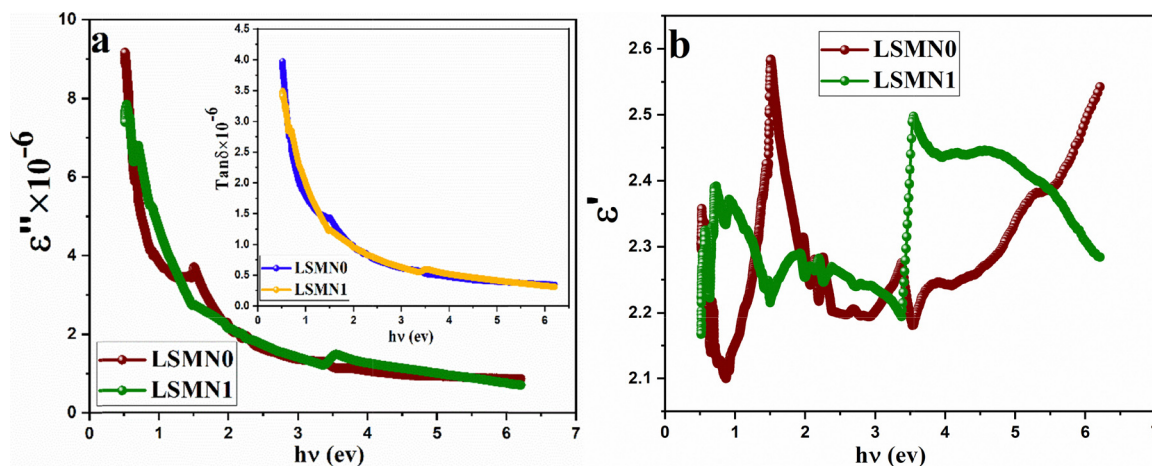 a
ε''×10⁻⁶
10
8
6
4
2
0
0 1 2 3 4 5 6 7
hν (ev)
LSMN0
LSMN1
Tanδ×10⁻⁶
4.5
4.0
3.5
3.0
2.5
2.0
1.5
1.0
0.5
0.0
0 1 2 3 4 5 6
hν (ev)
LSMN0
LSMN1
b
ε'
2.6
2.5
2.4
2.3
2.2
2.1
1 2 3 4 5 6 7
hν (ev)
LSMN0
LSMN1